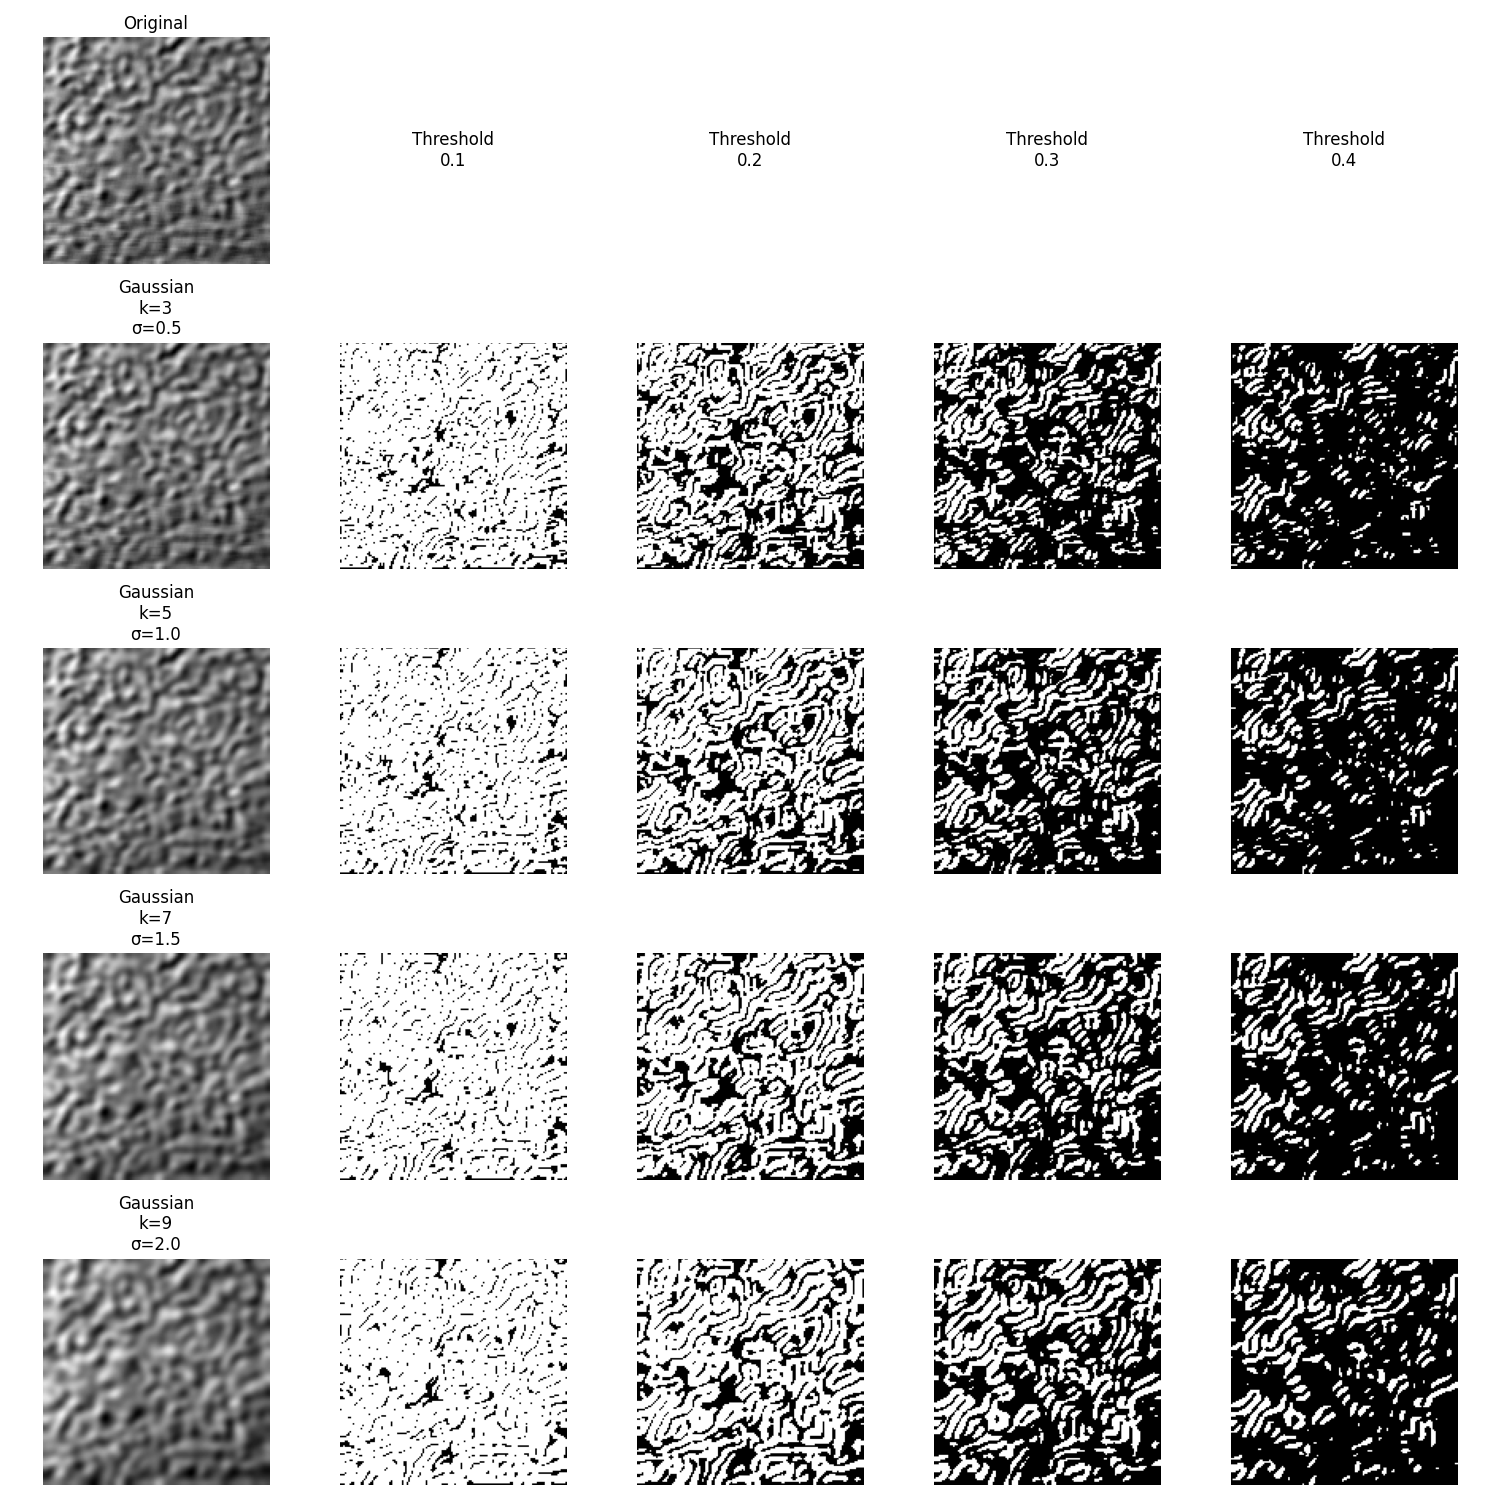 Original
Threshold
0.1
Threshold
0.2
Threshold
0.3
Threshold
0.4
Gaussian
k=3
σ=0.5
Gaussian
k=5
σ=1.0
Gaussian
k=7
σ=1.5
Gaussian
k=9
σ=2.0